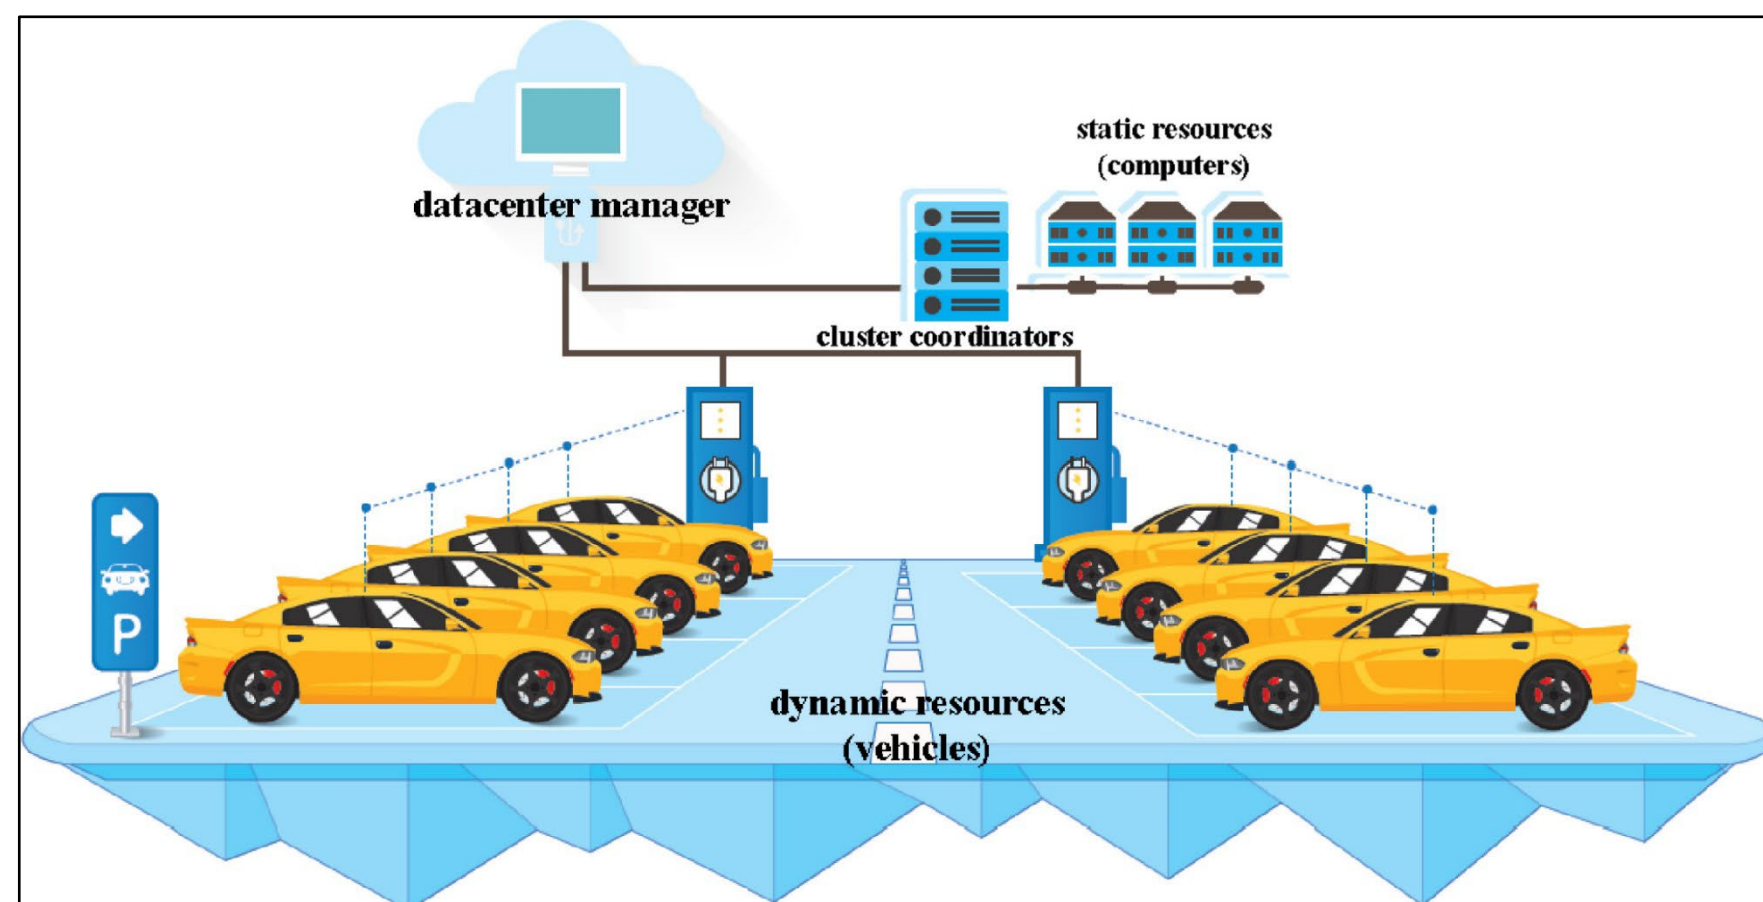 static resources
(computers)
datacenter manager
cluster coordinators
P
dynamic resources
(vehicles)